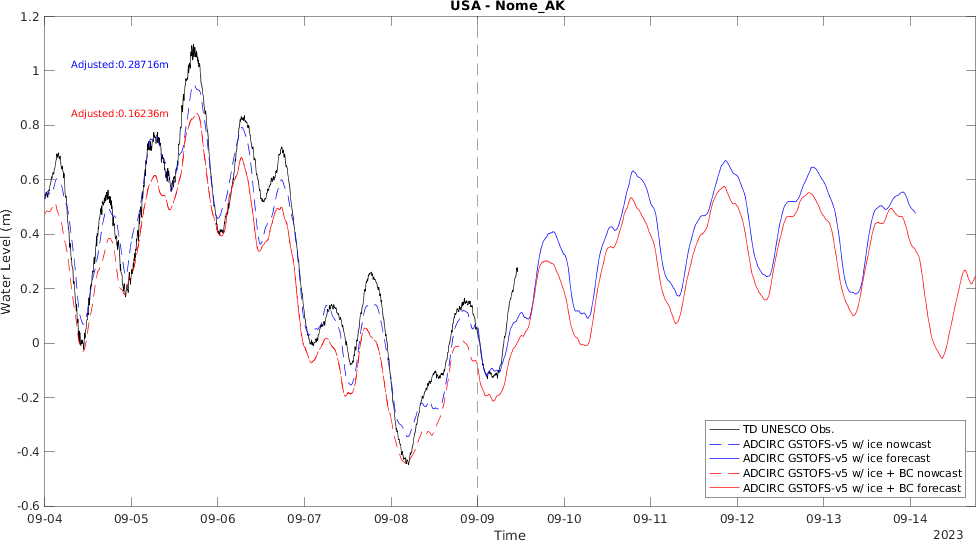 USA - Nome_AK
1.2
1
0.8
0.6
0.4
0.2
0
-0.2
-0.4
-0.6
Water Level (m)
Adjusted:0.28716m
Adjusted:0.16236m
TD UNESCO Obs.
ADCIRC GSTOFS-v5 w/ ice nowcast
ADCIRC GSTOFS-v5 w/ ice forecast
ADCIRC GSTOFS-v5 w/ ice + BC nowcast
ADCIRC GSTOFS-v5 w/ ice + BC forecast
09-04 09-05 09-06 09-07 09-08 09-09 09-10 09-11 09-12 09-13 09-14
Time
2023